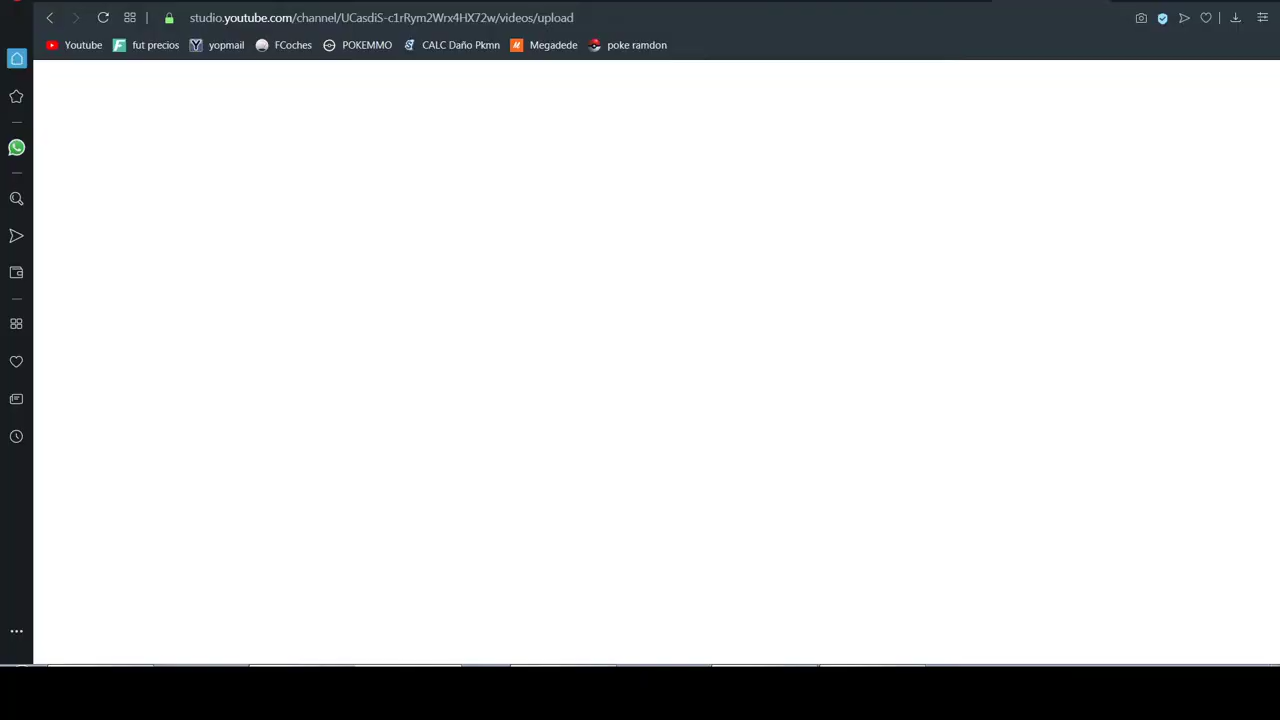 studio.youtube.com/channel/UCasdiS-c1rRym2Wrx4HX72w/videos/upload
Youtube fut precios yopmail FCoches POKEMMO CALC Daño Pkmn Megadede poke ramdon